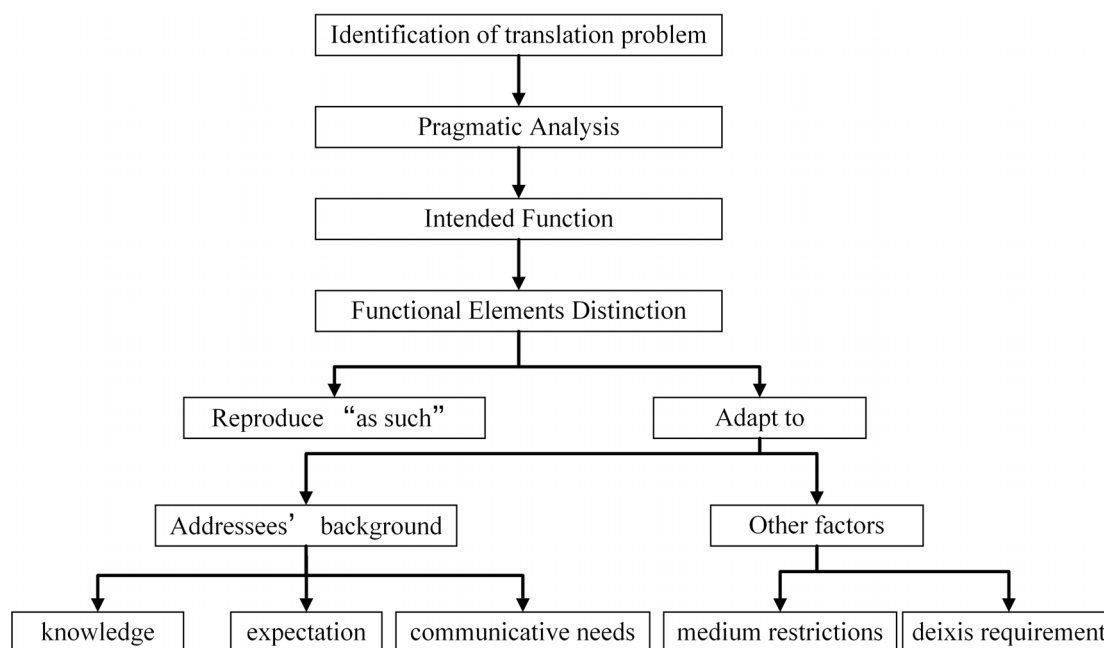 Identification of translation problem
Pragmatic Analysis
Intended Function
Functional Elements Distinction
Reproduce “as such”
Adapt to
Addressees’ background
Other factors
knowledge
expectation
communicative needs
medium restrictions
deixis requirement